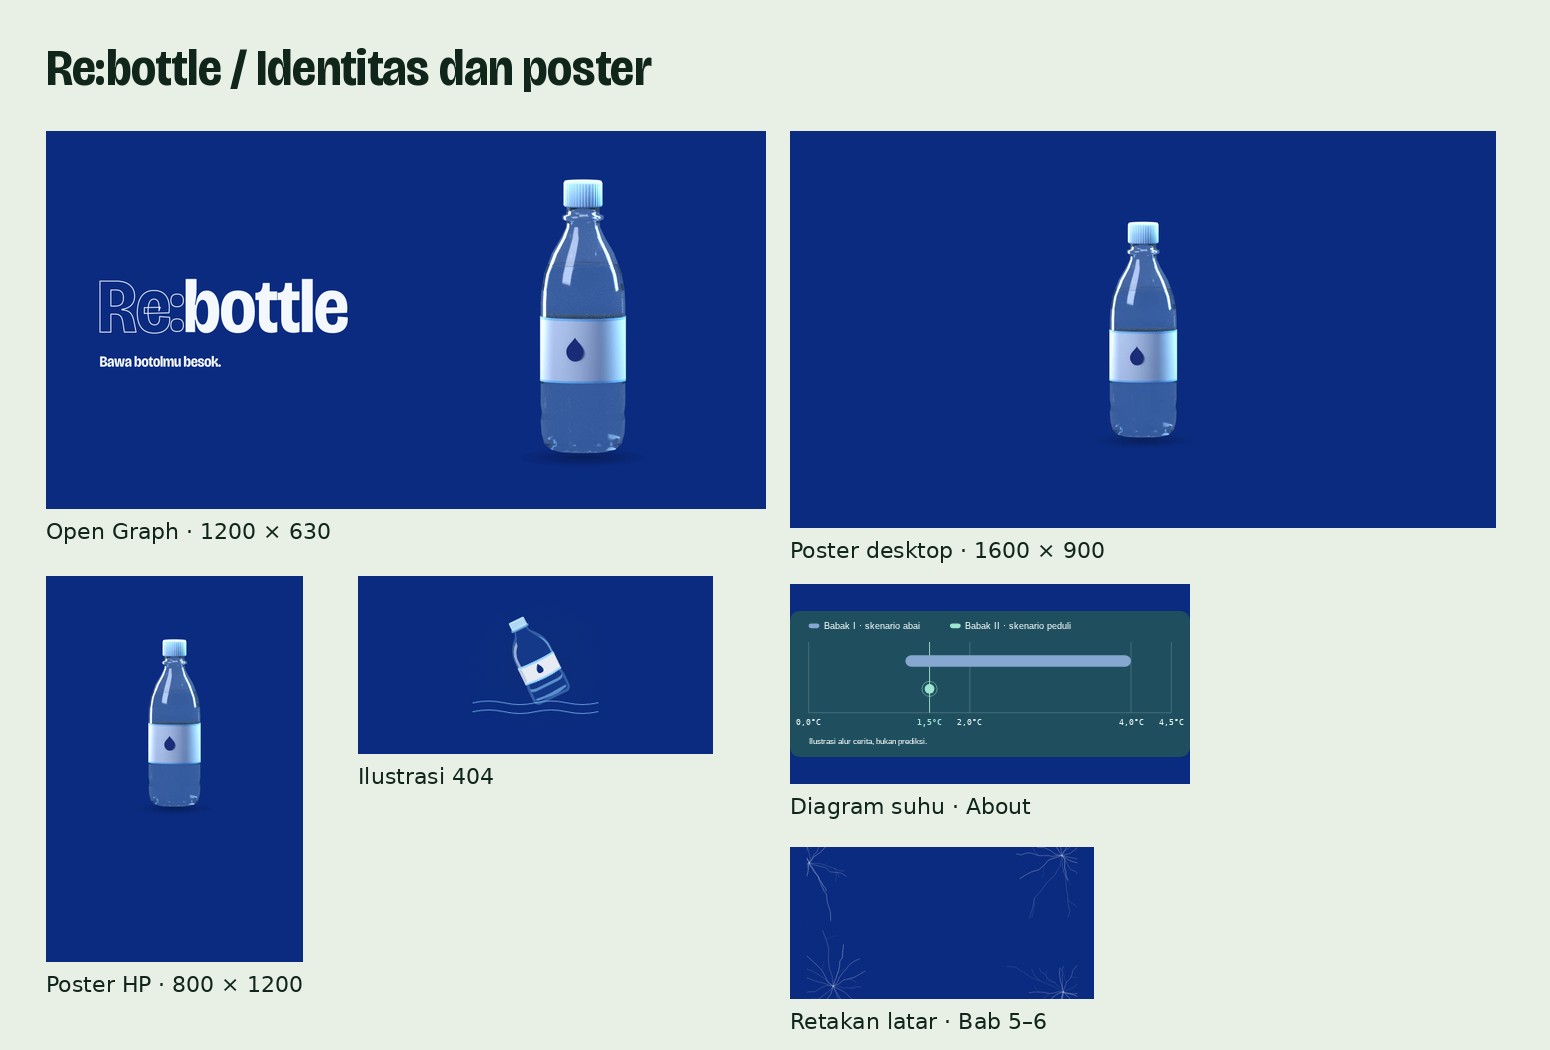 Re:bottle / Identitas dan poster
Re:bottle
Bawa botolmu besok.
Open Graph · 1200 × 630
Poster desktop · 1600 × 900
Poster HP · 800 × 1200
Ilustrasi 404
Babak I · skenario abai
Babak II · skenario peduli
0,0°C 1,5°C 2,0°C 4,0°C 4,5°C
Ilustrasi alur cerita, bukan prediksi.
Diagram suhu · About
Retakan latar · Bab 5–6